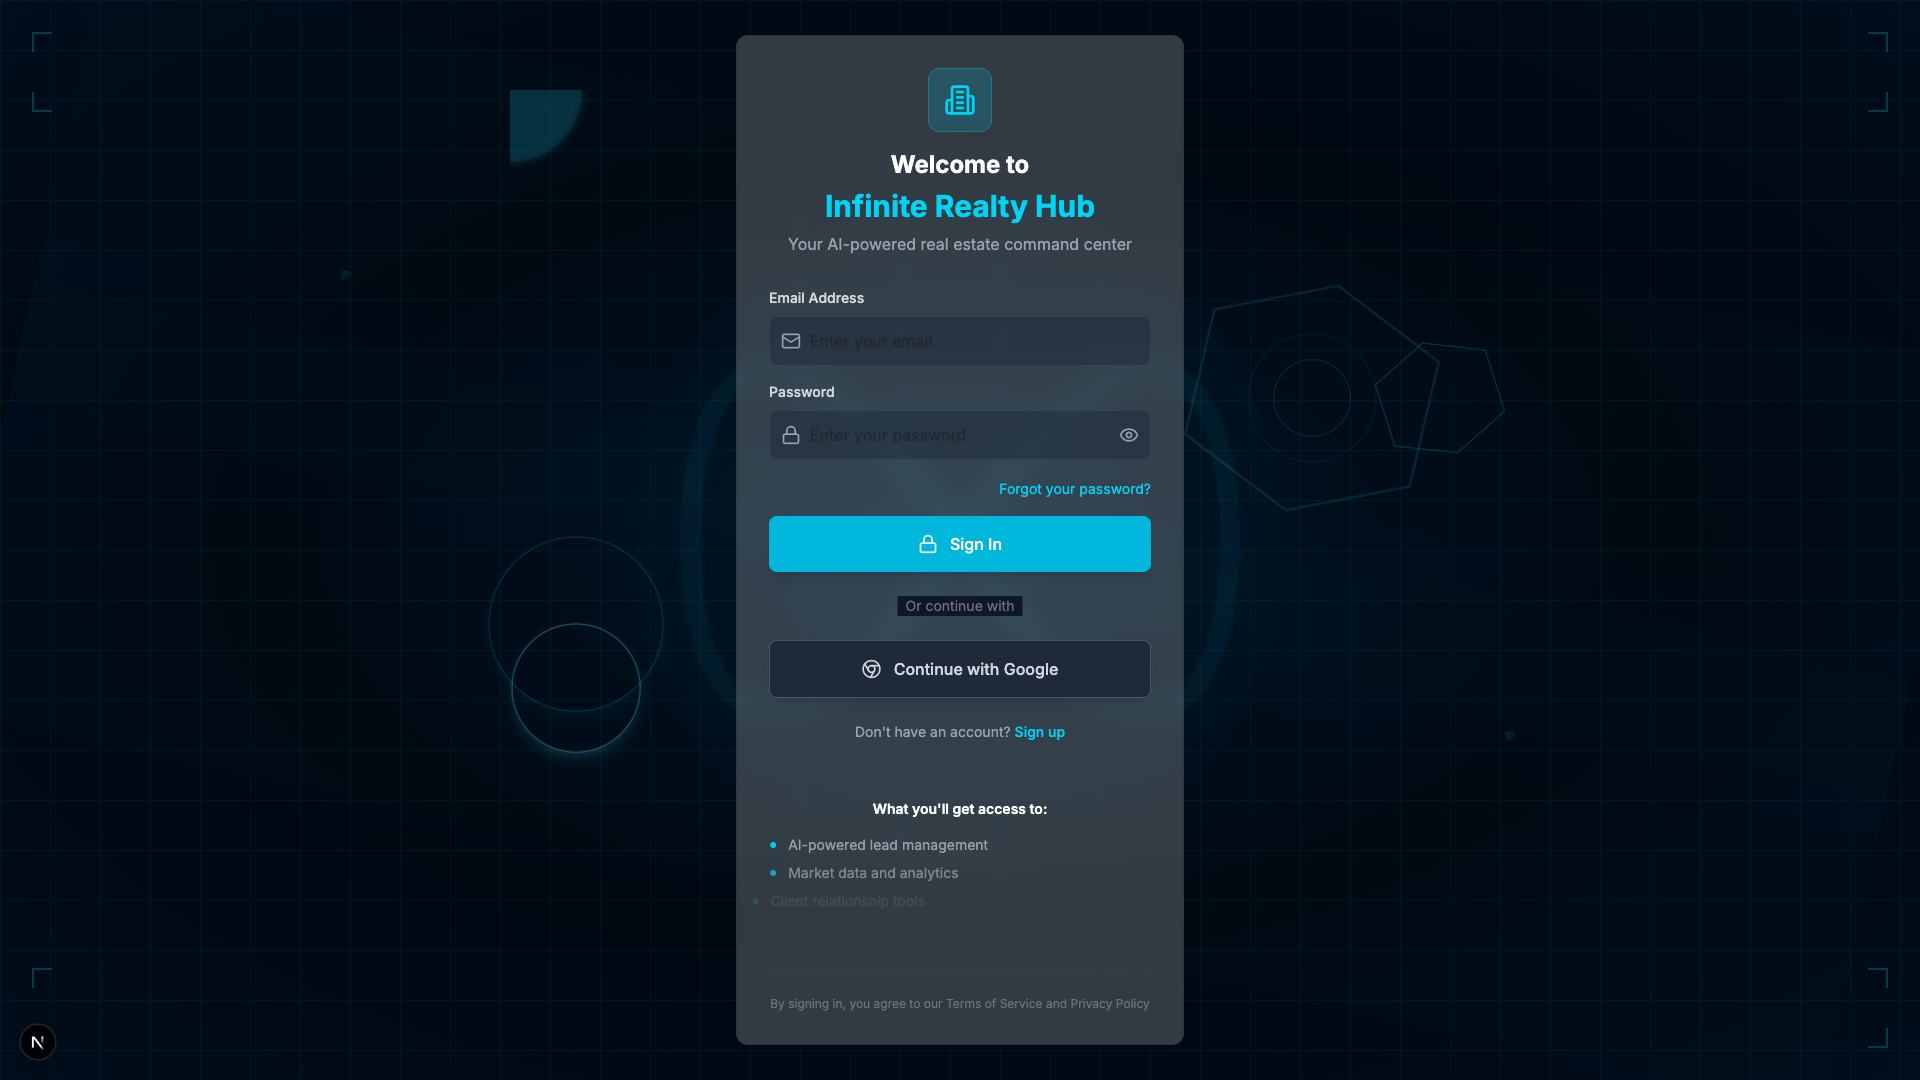 Welcome to
Infinite Realty Hub
Your AI-powered real estate command center
Email Address
Enter your email
Password
Enter your password
Forgot your password?
Sign In
Or continue with
Continue with Google
Don't have an account? Sign up
What you'll get access to:
AI-powered lead management
Market data and analytics
Client relationship tools
By signing in, you agree to our Terms of Service and Privacy Policy
N